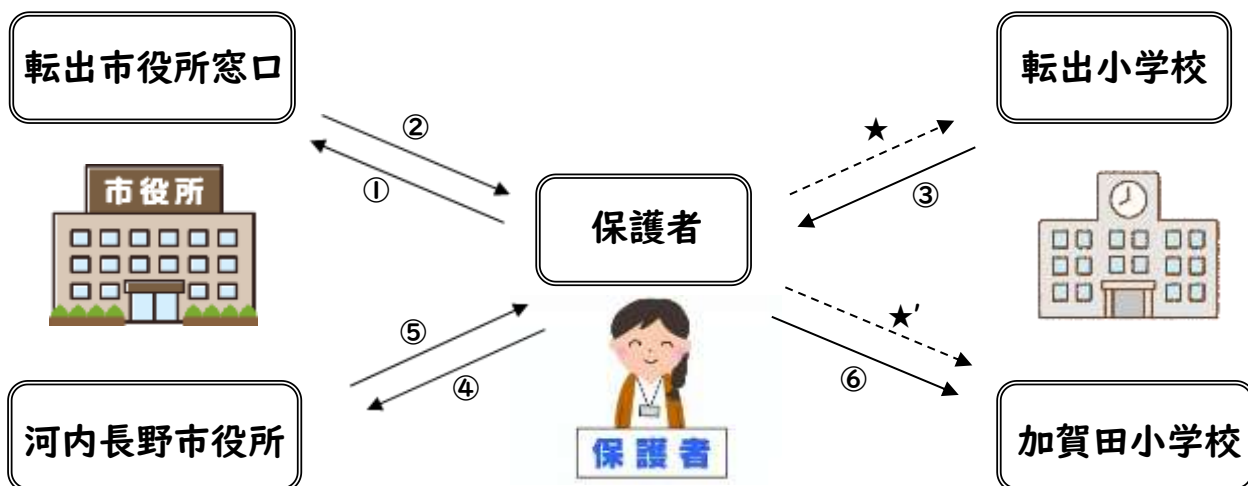 転出市役所窓口
転出小学校
②
★
市役所
①
保護者
③
⑤
★'
④
⑥
河内長野市役所
保護者
加賀田小学校